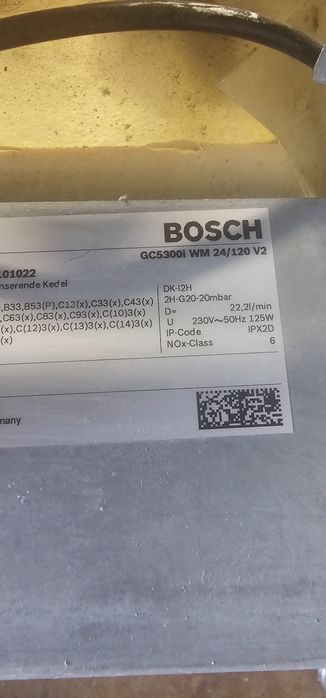 BOSCH
GC5300i WM 24/120 V2
101022
nserende Kedel
,B33,B53(P),C13(x),C33(x),C43(x)
,C63(x),C83(x),C93(x),C(10)3(x)
(x),C(12)3(x),C(13)3(x),C(14)3(x)
(x)
DK-I2H
2H-G20-20mbar
D= 22,2l/min
U 230V~50Hz 125W
IP-Code IPX2D
NOx-Class 6
many